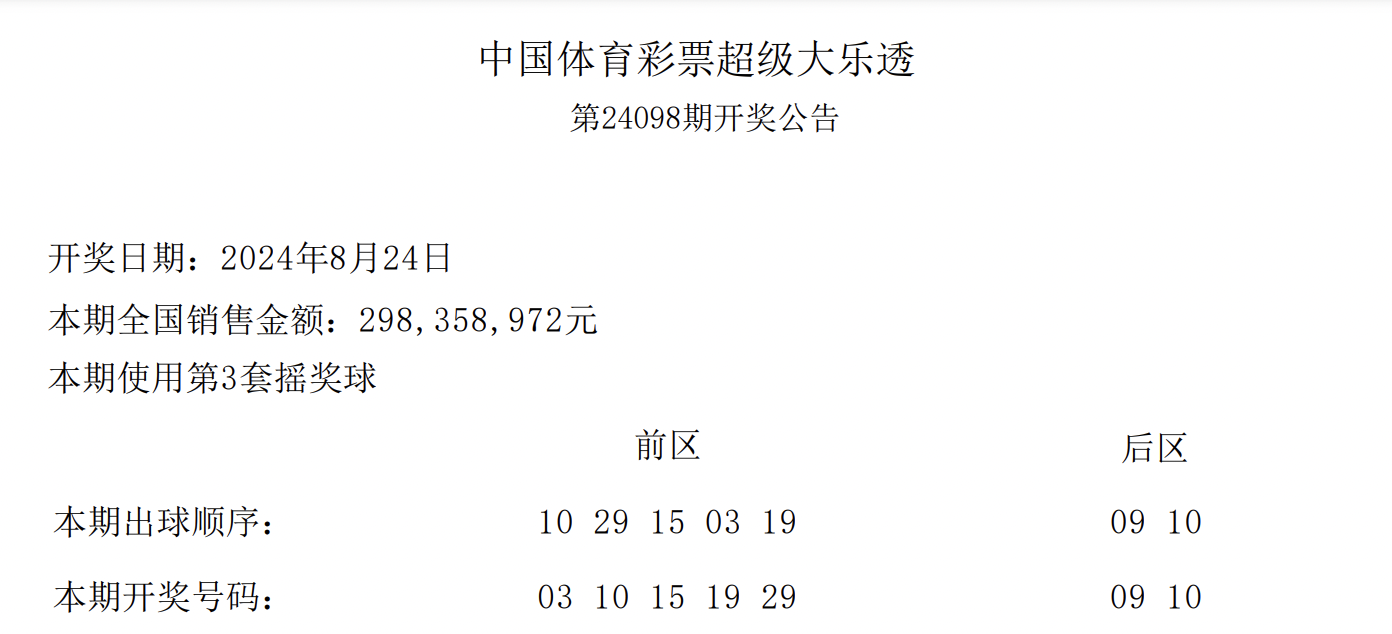 中国体育彩票超级大乐透
第24098期开奖公告
开奖日期：2024年8月24日
本期全国销售金额：298,358,972元
本期使用第3套摇奖球
前区 后区
本期出球顺序： 10 29 15 03 19 09 10
本期开奖号码： 03 10 15 19 29 09 10